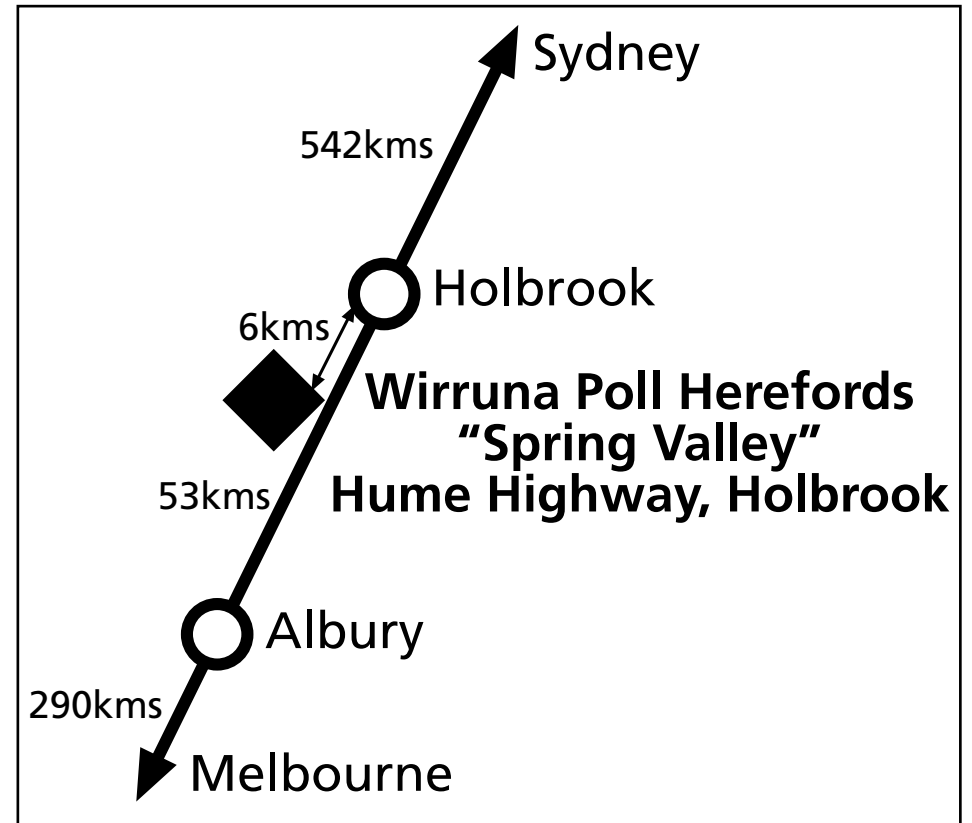 Sydney
542kms
Holbrook
6kms
Wirruna Poll Herefords
“Spring Valley”
Hume Highway, Holbrook
53kms
Albury
290kms
Melbourne